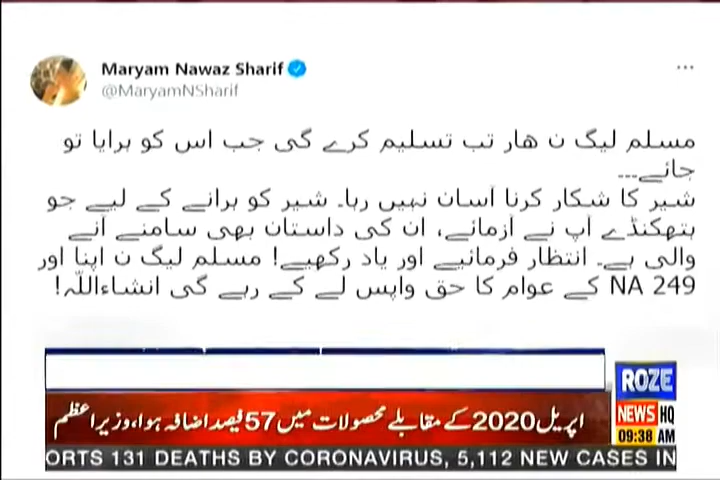 Maryam Nawaz Sharif
@MaryamNSharif
مسلم لیگ ن ھار تب تسلیم کرے گی جب اس کو ہرایا تو
جائے۔۔۔
شیر کا شکار کرنا آسان نہیں رہا۔ شیر کو ہرانے کے لیے جو
ہتھکنڈے آپ نے آزمائے، ان کی داستان بھی سامنے آنے
والی ہے۔ انتظار فرمائیے اور یاد رکھیے! مسلم لیگ ن اپنا اور
NA 249 کے عوام کا حق واپس لے کے رہے گی انشاءاللّہ!
اپریل 2020 کے مقابلے محصولات میں 57 فیصد اضافہ ہوا، وزیراعظم
ROZE
NEWS HQ
09:38 AM
ORTS 131 DEATHS BY CORONAVIRUS, 5,112 NEW CASES IN